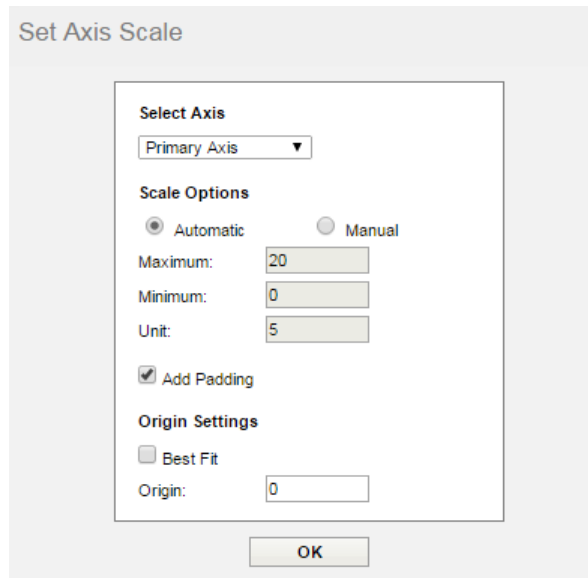 Set Axis Scale
Select Axis
Primary Axis
Scale Options
Automatic Manual
Maximum: 20
Minimum: 0
Unit: 5
Add Padding
Origin Settings
Best Fit
Origin: 0
OK